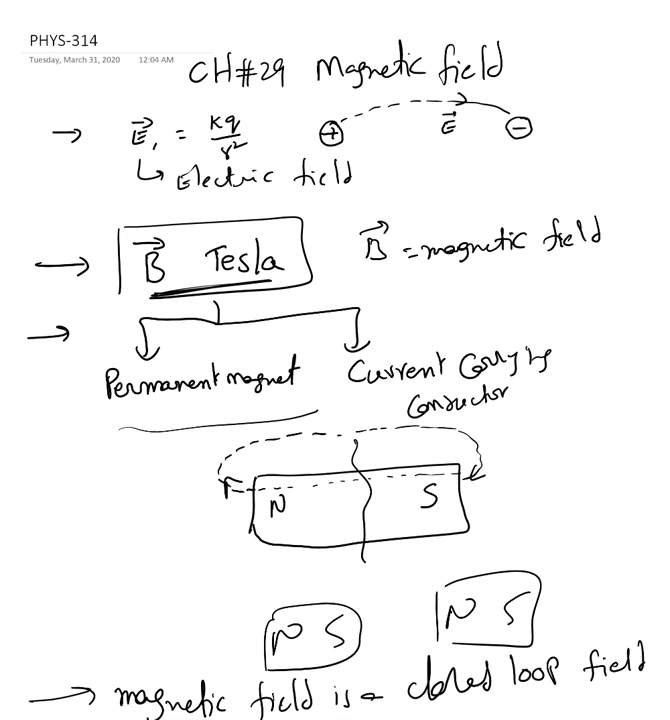 PHYS-314
Tuesday, March 31, 2020 12:04 AM
CH#29 Magnetic field
→ E⃗₁ = kq/r² + E⃗ −
↳ Electric field
→ B⃗ Tesla B⃗ = magnetic field
→
Permanent magnet Current Carrying
Conductor
N S
N S N S
→ magnetic field is a closed loop field